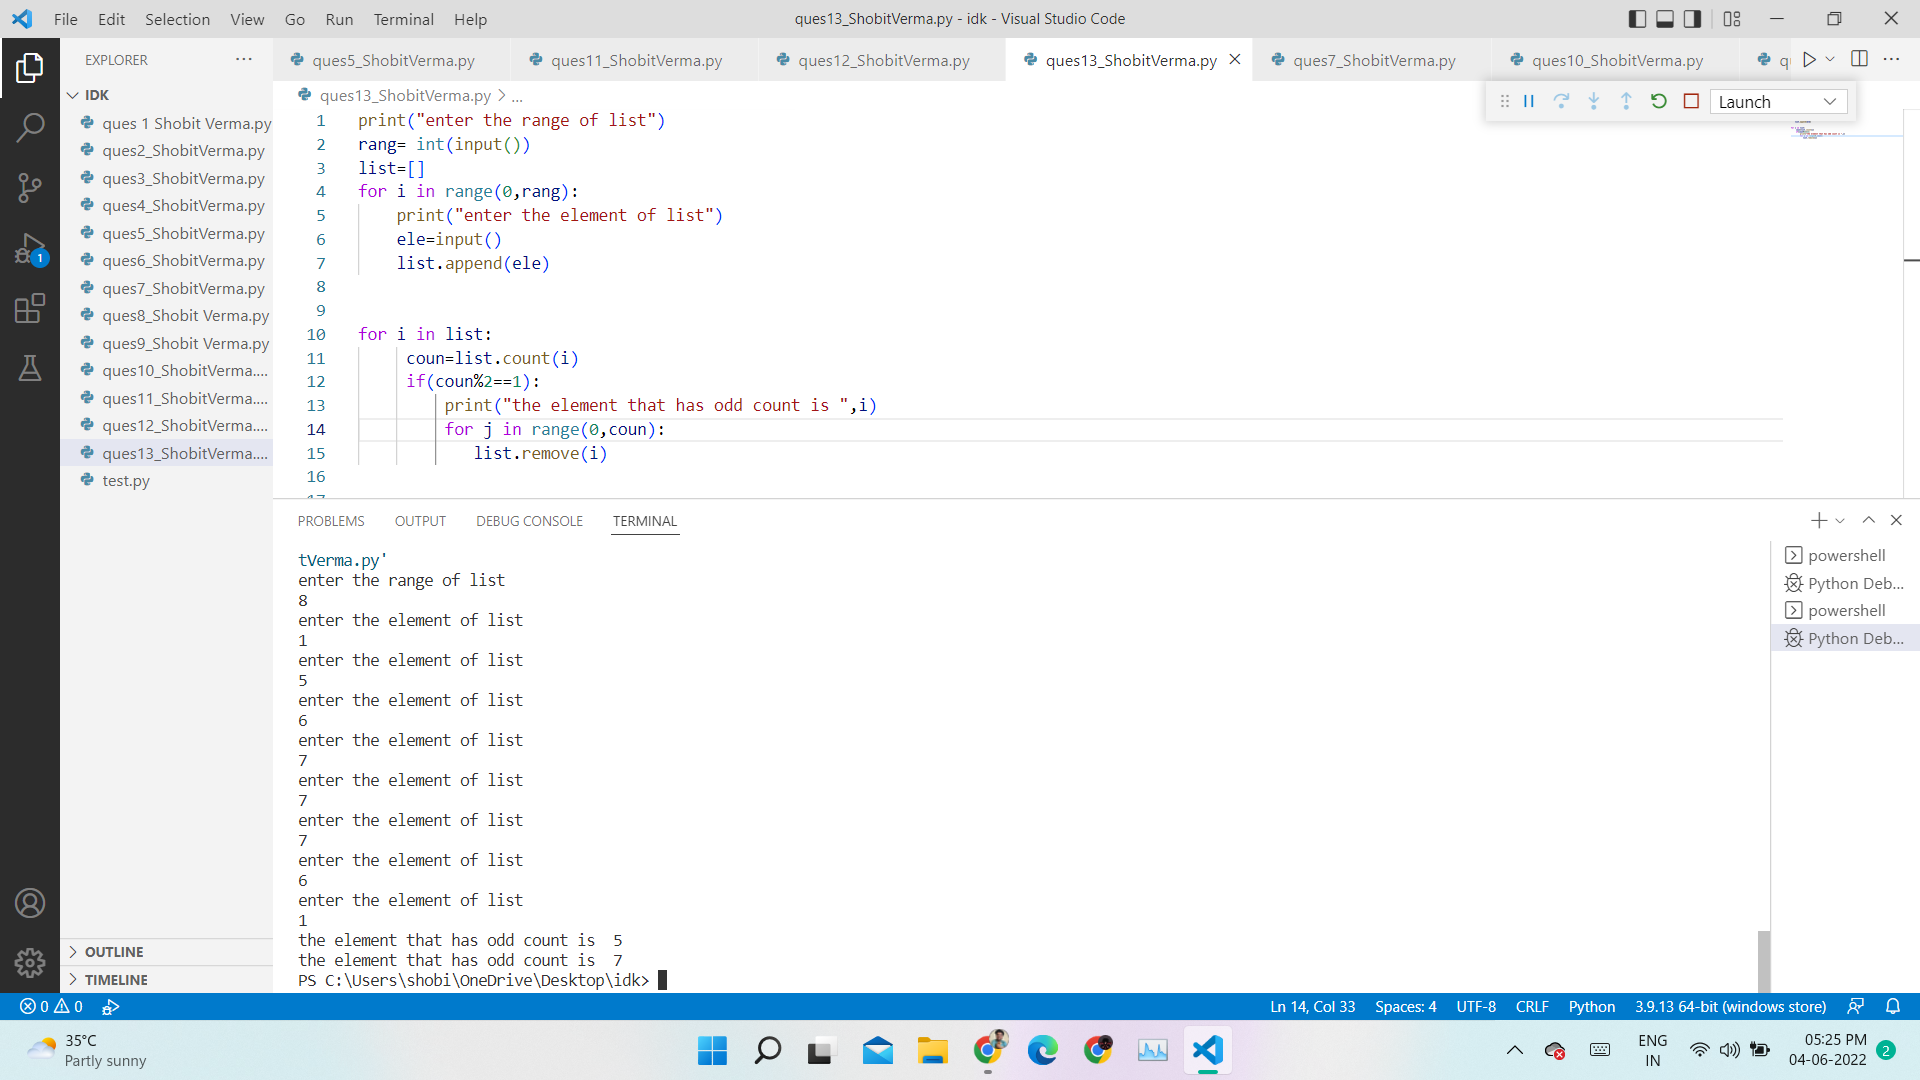 File Edit Selection View Go Run Terminal Help
ques13_ShobitVerma.py - idk - Visual Studio Code
EXPLORER
IDK
ques 1 Shobit Verma.py
ques2_ShobitVerma.py
ques3_ShobitVerma.py
ques4_ShobitVerma.py
ques5_ShobitVerma.py
ques6_ShobitVerma.py
ques7_ShobitVerma.py
ques8_Shobit Verma.py
ques9_Shobit Verma.py
ques10_ShobitVerma....
ques11_ShobitVerma....
ques12_ShobitVerma....
ques13_ShobitVerma....
test.py
OUTLINE
TIMELINE
1
ques5_ShobitVerma.py ques11_ShobitVerma.py ques12_ShobitVerma.py ques13_ShobitVerma.py ques7_ShobitVerma.py ques10_ShobitVerma.py
Launch
ques13_ShobitVerma.py > ...
1 print("enter the range of list")
2 rang= int(input())
3 list=[]
4 for i in range(0,rang):
5 print("enter the element of list")
6 ele=input()
7 list.append(ele)
8
9
10 for i in list:
11 coun=list.count(i)
12 if(coun%2==1):
13 print("the element that has odd count is ",i)
14 for j in range(0,coun):
15 list.remove(i)
16
PROBLEMS OUTPUT DEBUG CONSOLE TERMINAL
tVerma.py'
enter the range of list
8
enter the element of list
1
enter the element of list
5
enter the element of list
6
enter the element of list
7
enter the element of list
7
enter the element of list
7
enter the element of list
6
enter the element of list
1
the element that has odd count is  5
the element that has odd count is  7
PS C:\Users\shobi\OneDrive\Desktop\idk>
powershell
Python Deb...
powershell
Python Deb...
0 0
Ln 14, Col 33 Spaces: 4 UTF-8 CRLF Python 3.9.13 64-bit (windows store)
35°C
Partly sunny
ENG
IN
05:25 PM
04-06-2022
2